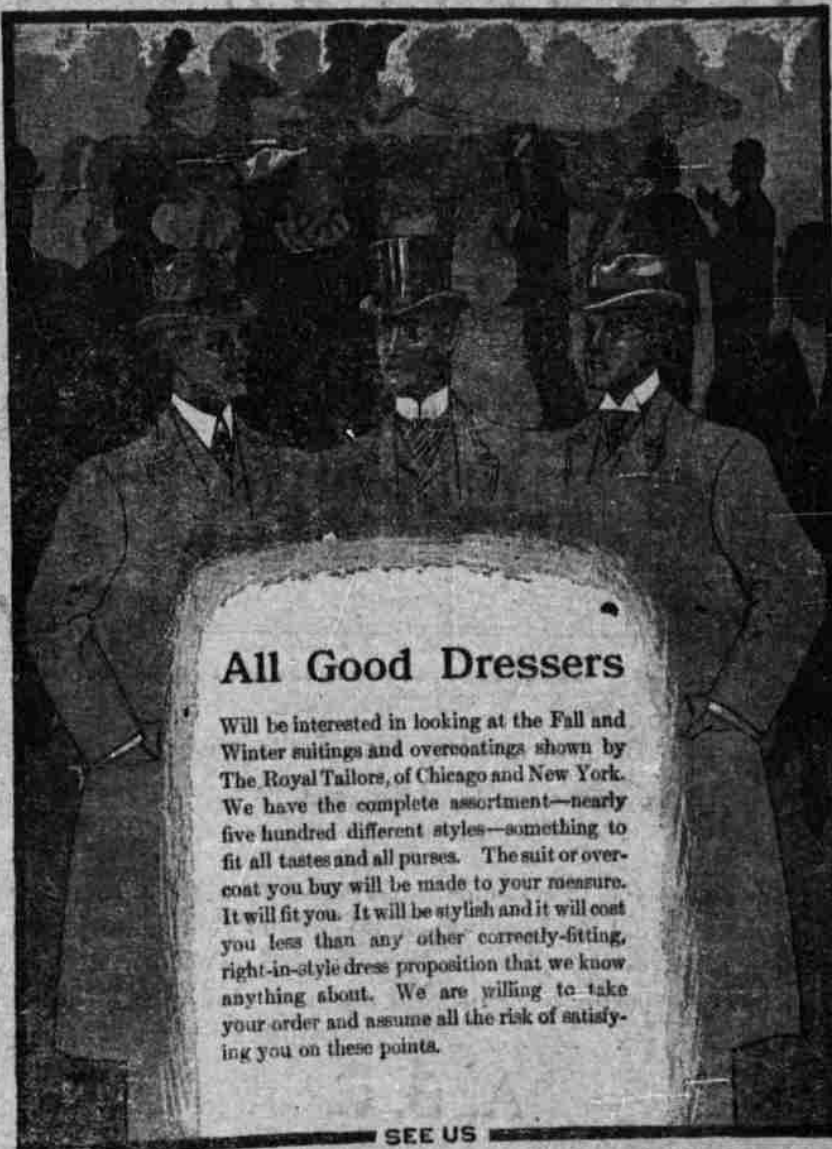 All Good Dressers
Will be interested in looking at the Fall and
Winter suitings and overcoatings shown by
The Royal Tailors, of Chicago and New York.
We have the complete assortment—nearly
five hundred different styles—something to
fit all tastes and all purses. The suit or over-
coat you buy will be made to your measure.
It will fit you. It will be stylish and it will cost
you less than any other correctly-fitting,
right-in-style dress proposition that we know
anything about. We are willing to take
your order and assume all the risk of satisfy-
ing you on these points.
SEE US